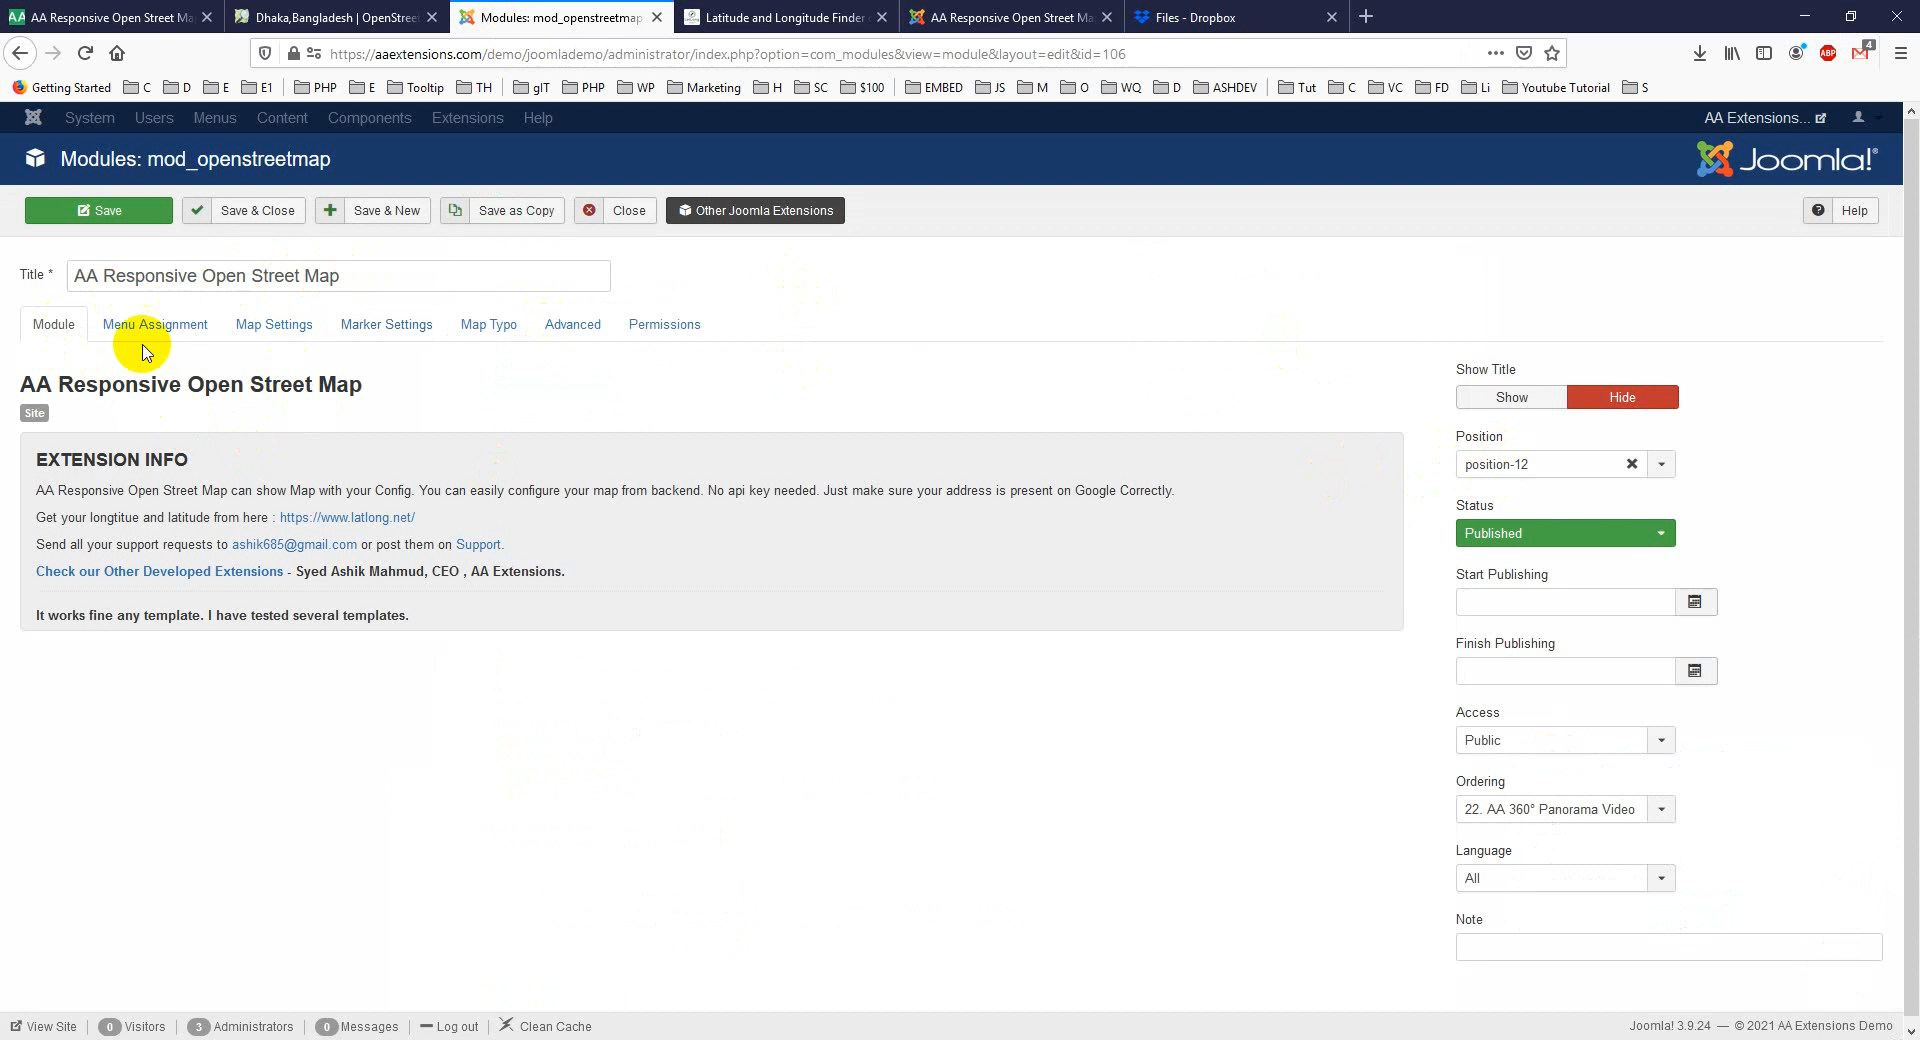 AA Responsive Open Street Ma
Dhaka,Bangladesh | OpenStree
Modules: mod_openstreetmap
Latitude and Longitude Finder
AA Responsive Open Street Ma
Files - Dropbox
https://aaextensions.com/demo/joomlademo/administrator/index.php?option=com_modules&view=module&layout=edit&id=106
ABP
4
Getting Started C D E E1 PHP E Tooltip TH gIT PHP WP Marketing H SC $100 EMBED JS M O WQ D ASHDEV Tut C VC FD Li Youtube Tutorial S
System Users Menus Content Components Extensions Help
AA Extensions...
Modules: mod_openstreetmap
Joomla!®
Save Save & Close Save & New Save as Copy Close Other Joomla Extensions Help
Title * AA Responsive Open Street Map
Module Menu Assignment Map Settings Marker Settings Map Typo Advanced Permissions
AA Responsive Open Street Map
Site
EXTENSION INFO
AA Responsive Open Street Map can show Map with your Config. You can easily configure your map from backend. No api key needed. Just make sure your address is present on Google Correctly.
Get your longtitue and latitude from here : https://www.latlong.net/
Send all your support requests to ashik685@gmail.com or post them on Support.
Check our Other Developed Extensions - Syed Ashik Mahmud, CEO , AA Extensions.
It works fine any template. I have tested several templates.
Show Title
Show Hide
Position
position-12
Status
Published
Start Publishing
Finish Publishing
Access
Public
Ordering
22. AA 360° Panorama Video
Language
All
Note
View Site 0 Visitors 3 Administrators 0 Messages Log out Clean Cache
Joomla! 3.9.24 — © 2021 AA Extensions Demo